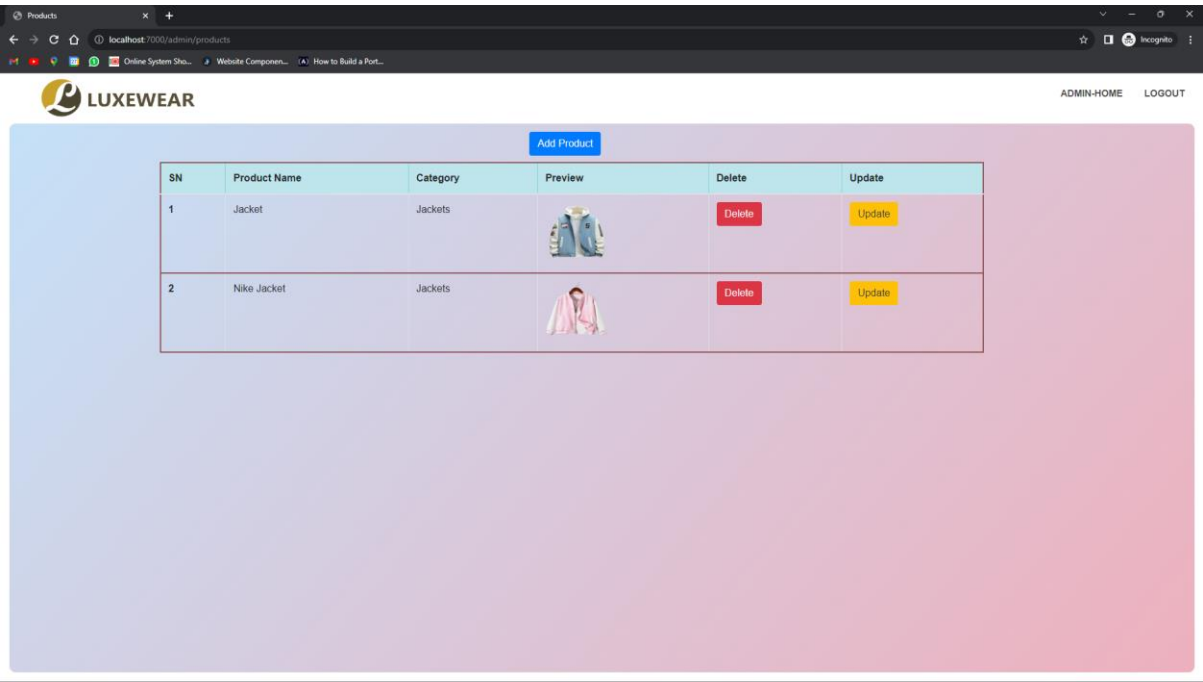 Products
localhost:7000/admin/products
Incognito
Online System Sho... Website Componen... How to Build a Port...
LUXEWEAR
ADMIN-HOME LOGOUT
Add Product
SN Product Name Category Preview Delete Update
1 Jacket Jackets Delete Update
2 Nike Jacket Jackets Delete Update